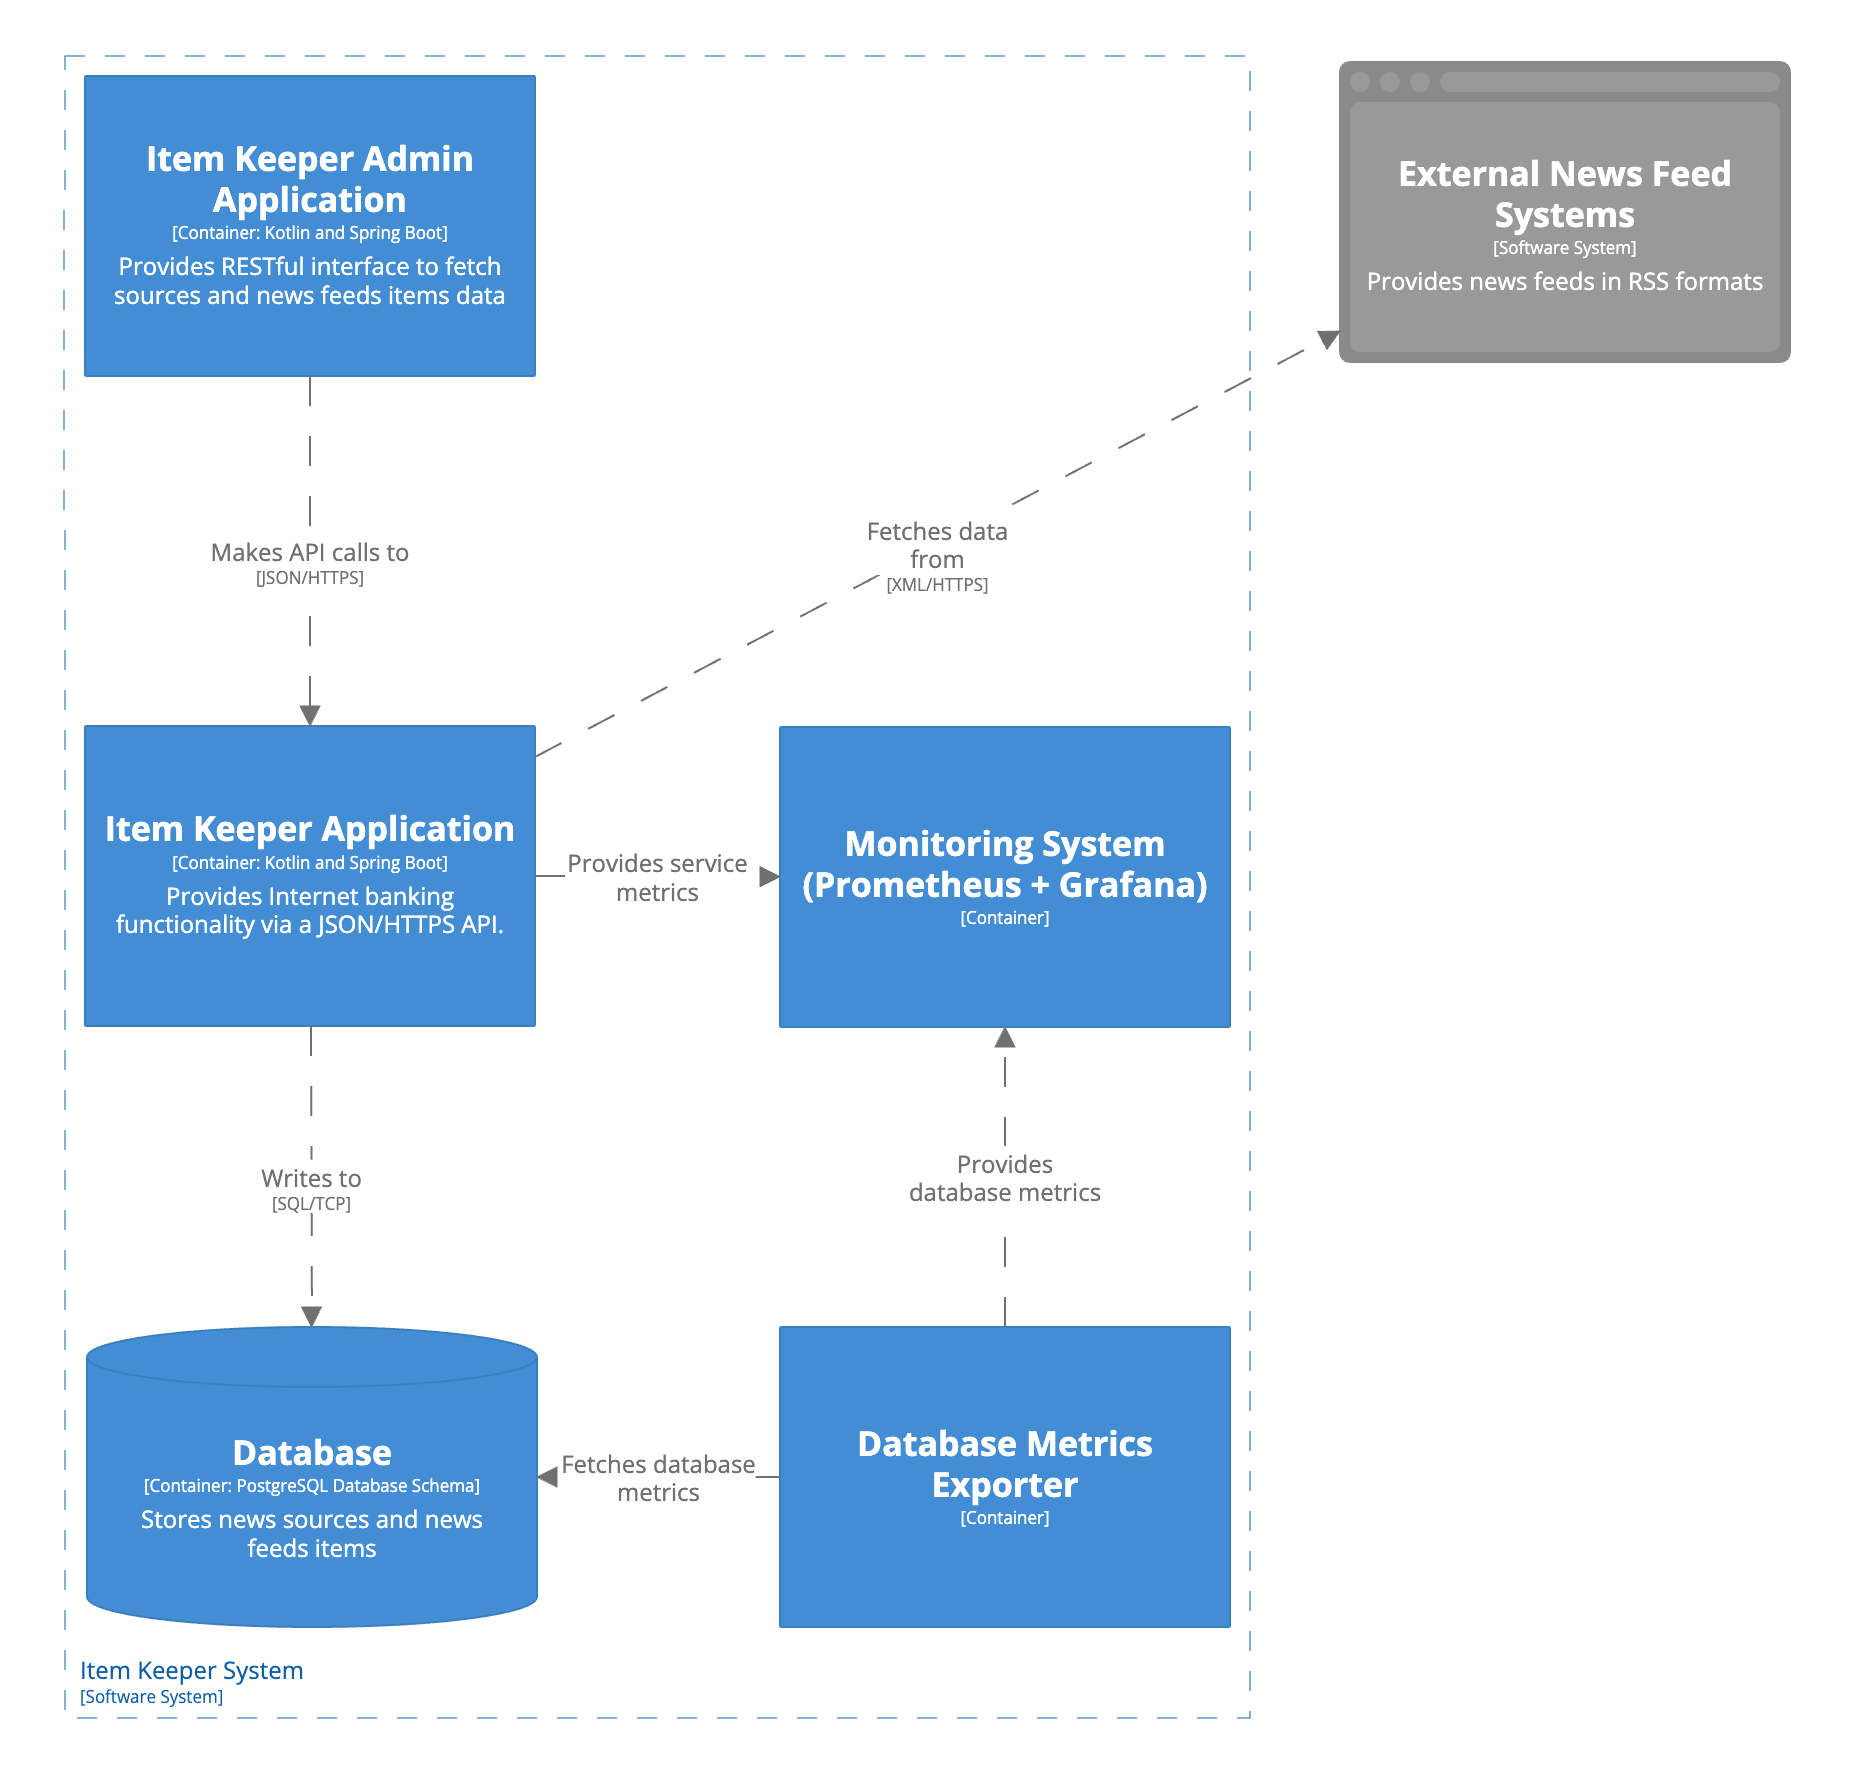 Item Keeper Admin
Application
[Container: Kotlin and Spring Boot]
Provides RESTful interface to fetch
sources and news feeds items data
External News Feed
Systems
[Software System]
Provides news feeds in RSS formats
Makes API calls to
[JSON/HTTPS]
Fetches data
from
[XML/HTTPS]
Item Keeper Application
[Container: Kotlin and Spring Boot]
Provides Internet banking
functionality via a JSON/HTTPS API.
Provides service
metrics
Monitoring System
(Prometheus + Grafana)
[Container]
Writes to
[SQL/TCP]
Provides
database metrics
Database
[Container: PostgreSQL Database Schema]
Stores news sources and news
feeds items
Fetches database
metrics
Database Metrics
Exporter
[Container]
Item Keeper System
[Software System]